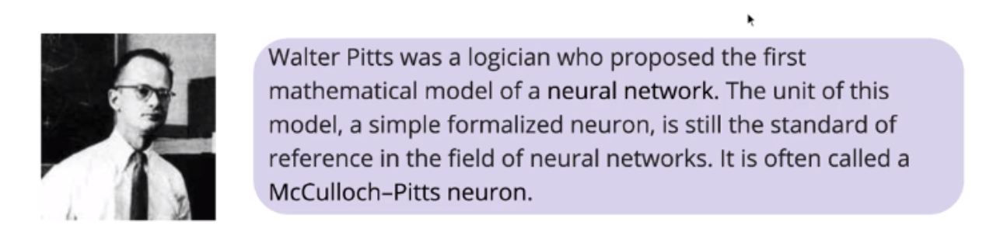 Walter Pitts was a logician who proposed the first
mathematical model of a neural network. The unit of this
model, a simple formalized neuron, is still the standard of
reference in the field of neural networks. It is often called a
McCulloch–Pitts neuron.